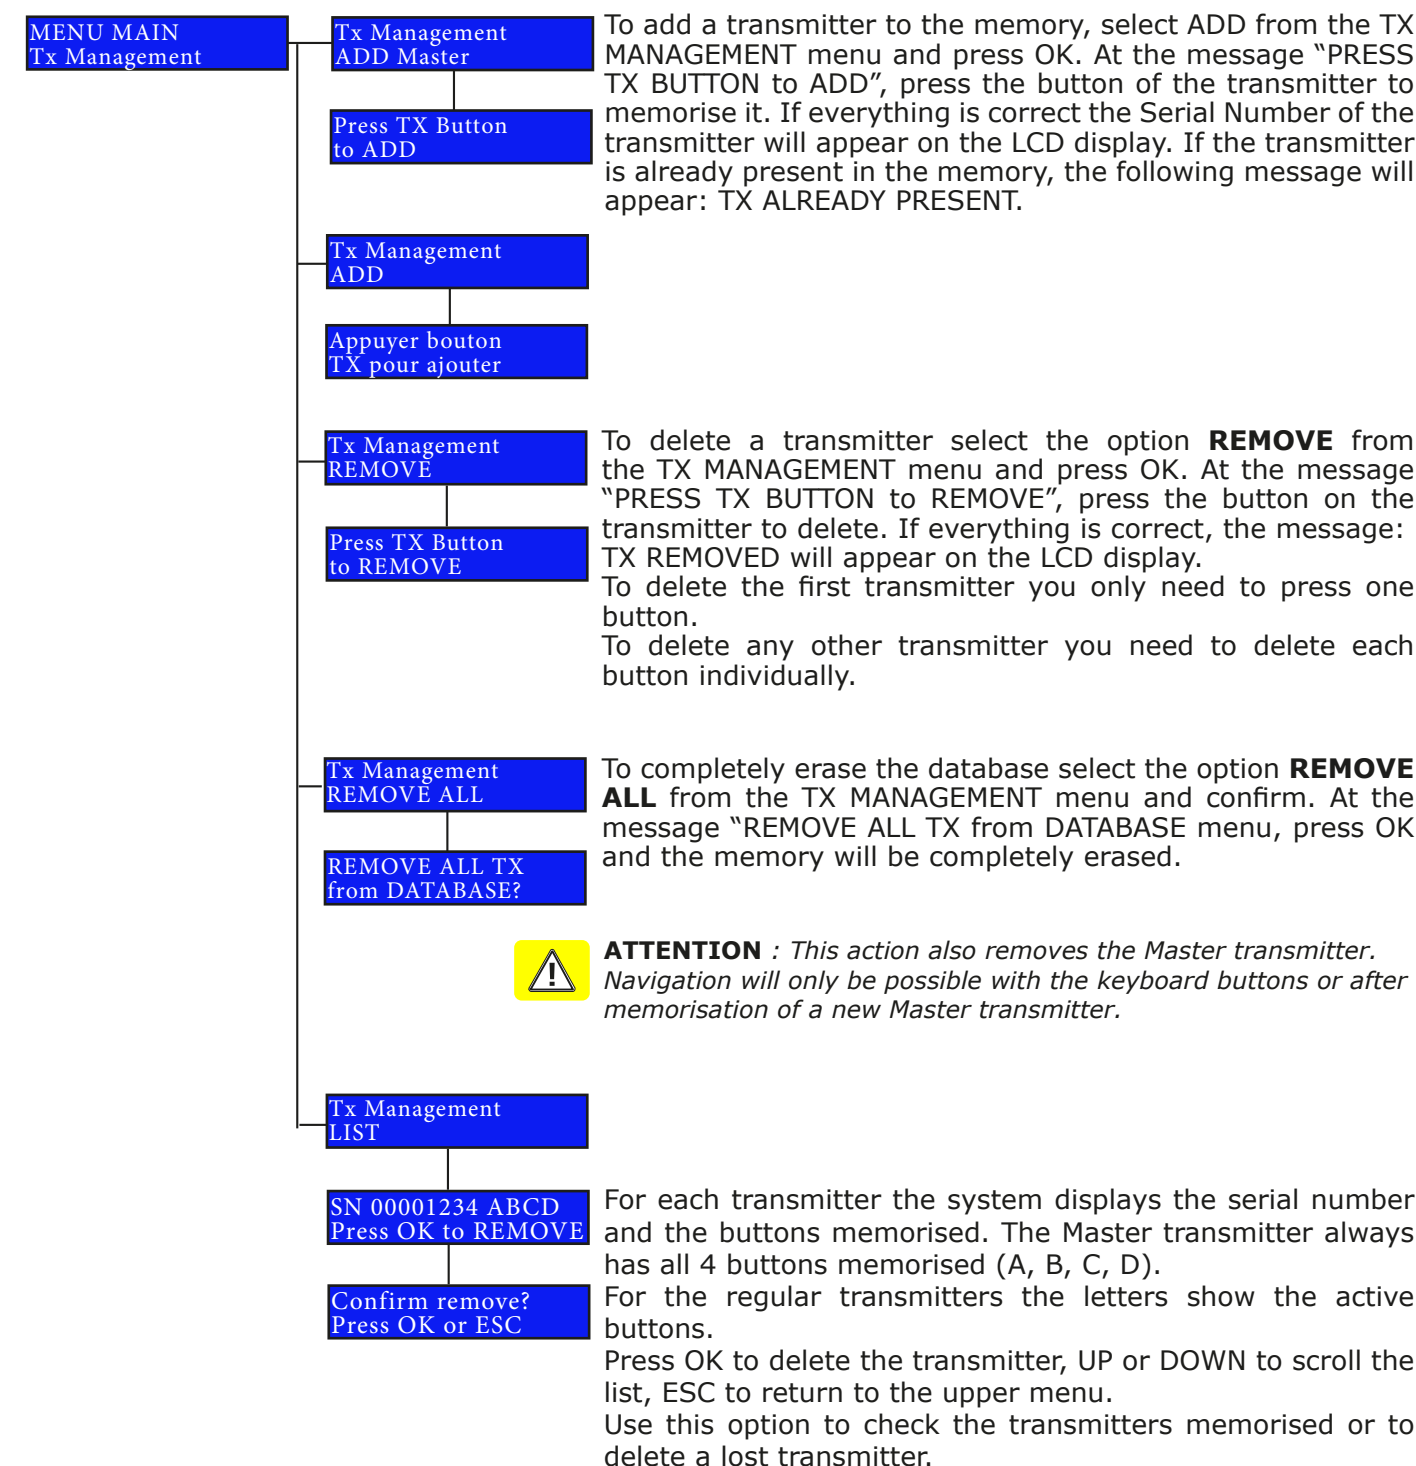 MENU MAIN
Tx Management
Tx Management
ADD Master
Press TX Button
to ADD
To add a transmitter to the memory, select ADD from the TX
MANAGEMENT menu and press OK. At the message “PRESS
TX BUTTON to ADD”, press the button of the transmitter to
memorise it. If everything is correct the Serial Number of the
transmitter will appear on the LCD display. If the transmitter
is already present in the memory, the following message will
appear: TX ALREADY PRESENT.
Tx Management
ADD
Appuyer bouton
TX pour ajouter
Tx Management
REMOVE
Press TX Button
to REMOVE
To delete a transmitter select the option REMOVE from
the TX MANAGEMENT menu and press OK. At the message
“PRESS TX BUTTON to REMOVE”, press the button on the
transmitter to delete. If everything is correct, the message:
TX REMOVED will appear on the LCD display.
To delete the first transmitter you only need to press one
button.
To delete any other transmitter you need to delete each
button individually.
Tx Management
REMOVE ALL
REMOVE ALL TX
from DATABASE?
To completely erase the database select the option REMOVE
ALL from the TX MANAGEMENT menu and confirm. At the
message “REMOVE ALL TX from DATABASE menu, press OK
and the memory will be completely erased.
ATTENTION : This action also removes the Master transmitter.
Navigation will only be possible with the keyboard buttons or after
memorisation of a new Master transmitter.
Tx Management
LIST
SN 00001234 ABCD
Press OK to REMOVE
Confirm remove?
Press OK or ESC
For each transmitter the system displays the serial number
and the buttons memorised. The Master transmitter always
has all 4 buttons memorised (A, B, C, D).
For the regular transmitters the letters show the active
buttons.
Press OK to delete the transmitter, UP or DOWN to scroll the
list, ESC to return to the upper menu.
Use this option to check the transmitters memorised or to
delete a lost transmitter.